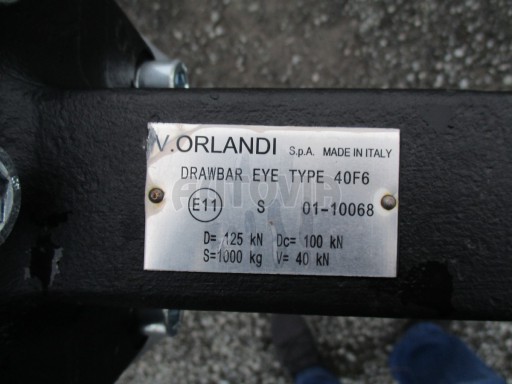 V.ORLANDI S.p.A. MADE IN ITALY
DRAWBAR EYE TYPE 40F6
E11 S 01-10068
D= 125 kN Dc= 100 kN
S=1000 kg V= 40 kN
AUTOVIA